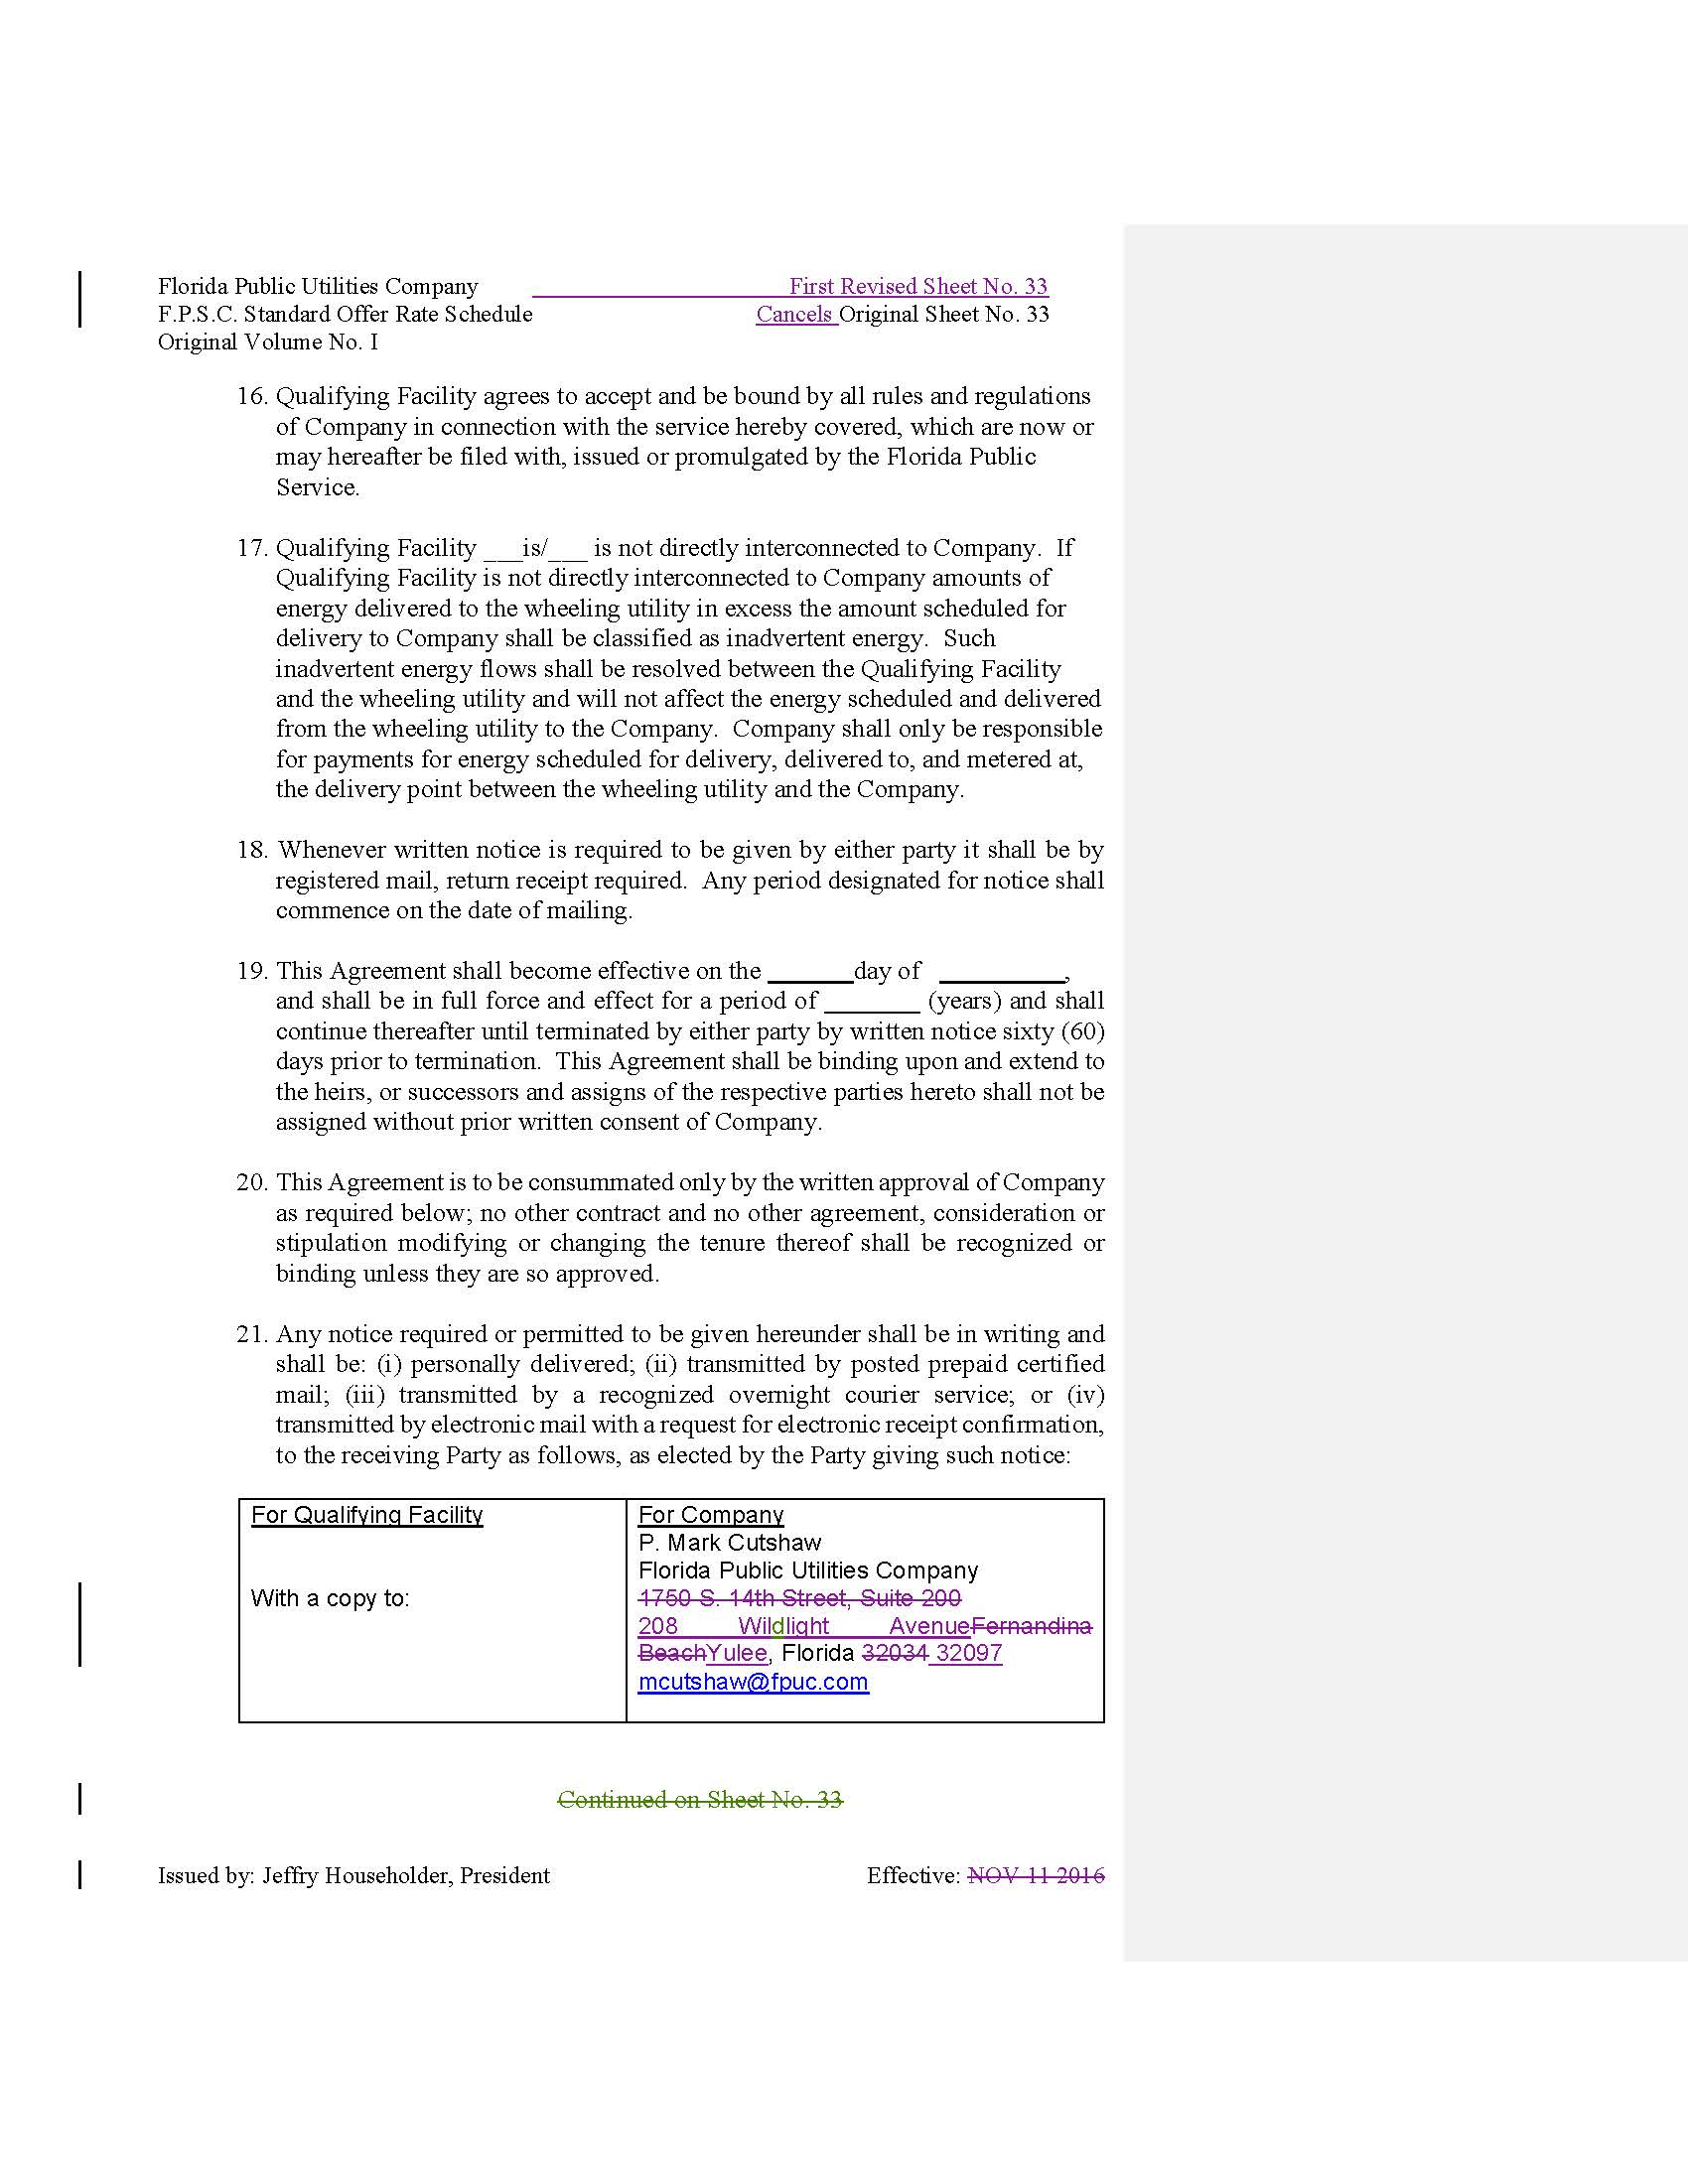 Florida Public Utilities Company First Revised Sheet No. 33
F.P.S.C. Standard Offer Rate Schedule Cancels Original Sheet No. 33
Original Volume No. I
16. Qualifying Facility agrees to accept and be bound by all rules and regulations
of Company in connection with the service hereby covered, which are now or
may hereafter be filed with, issued or promulgated by the Florida Public
Service.
17. Qualifying Facility ___is/___ is not directly interconnected to Company. If
Qualifying Facility is not directly interconnected to Company amounts of
energy delivered to the wheeling utility in excess the amount scheduled for
delivery to Company shall be classified as inadvertent energy. Such
inadvertent energy flows shall be resolved between the Qualifying Facility
and the wheeling utility and will not affect the energy scheduled and delivered
from the wheeling utility to the Company. Company shall only be responsible
for payments for energy scheduled for delivery, delivered to, and metered at,
the delivery point between the wheeling utility and the Company.
18. Whenever written notice is required to be given by either party it shall be by
registered mail, return receipt required. Any period designated for notice shall
commence on the date of mailing.
19. This Agreement shall become effective on the ______day of _________,
and shall be in full force and effect for a period of _______ (years) and shall
continue thereafter until terminated by either party by written notice sixty (60)
days prior to termination. This Agreement shall be binding upon and extend to
the heirs, or successors and assigns of the respective parties hereto shall not be
assigned without prior written consent of Company.
20. This Agreement is to be consummated only by the written approval of Company
as required below; no other contract and no other agreement, consideration or
stipulation modifying or changing the tenure thereof shall be recognized or
binding unless they are so approved.
21. Any notice required or permitted to be given hereunder shall be in writing and
shall be: (i) personally delivered; (ii) transmitted by posted prepaid certified
mail; (iii) transmitted by a recognized overnight courier service; or (iv)
transmitted by electronic mail with a request for electronic receipt confirmation,
to the receiving Party as follows, as elected by the Party giving such notice:
For Qualifying Facility
With a copy to:
For Company
P. Mark Cutshaw
Florida Public Utilities Company
1750 S. 14th Street, Suite 200
208 Wildlight AvenueFernandina
BeachYulee, Florida 32034 32097
mcutshaw@fpuc.com
Continued on Sheet No. 33
Issued by: Jeffry Householder, President Effective: NOV 11 2016